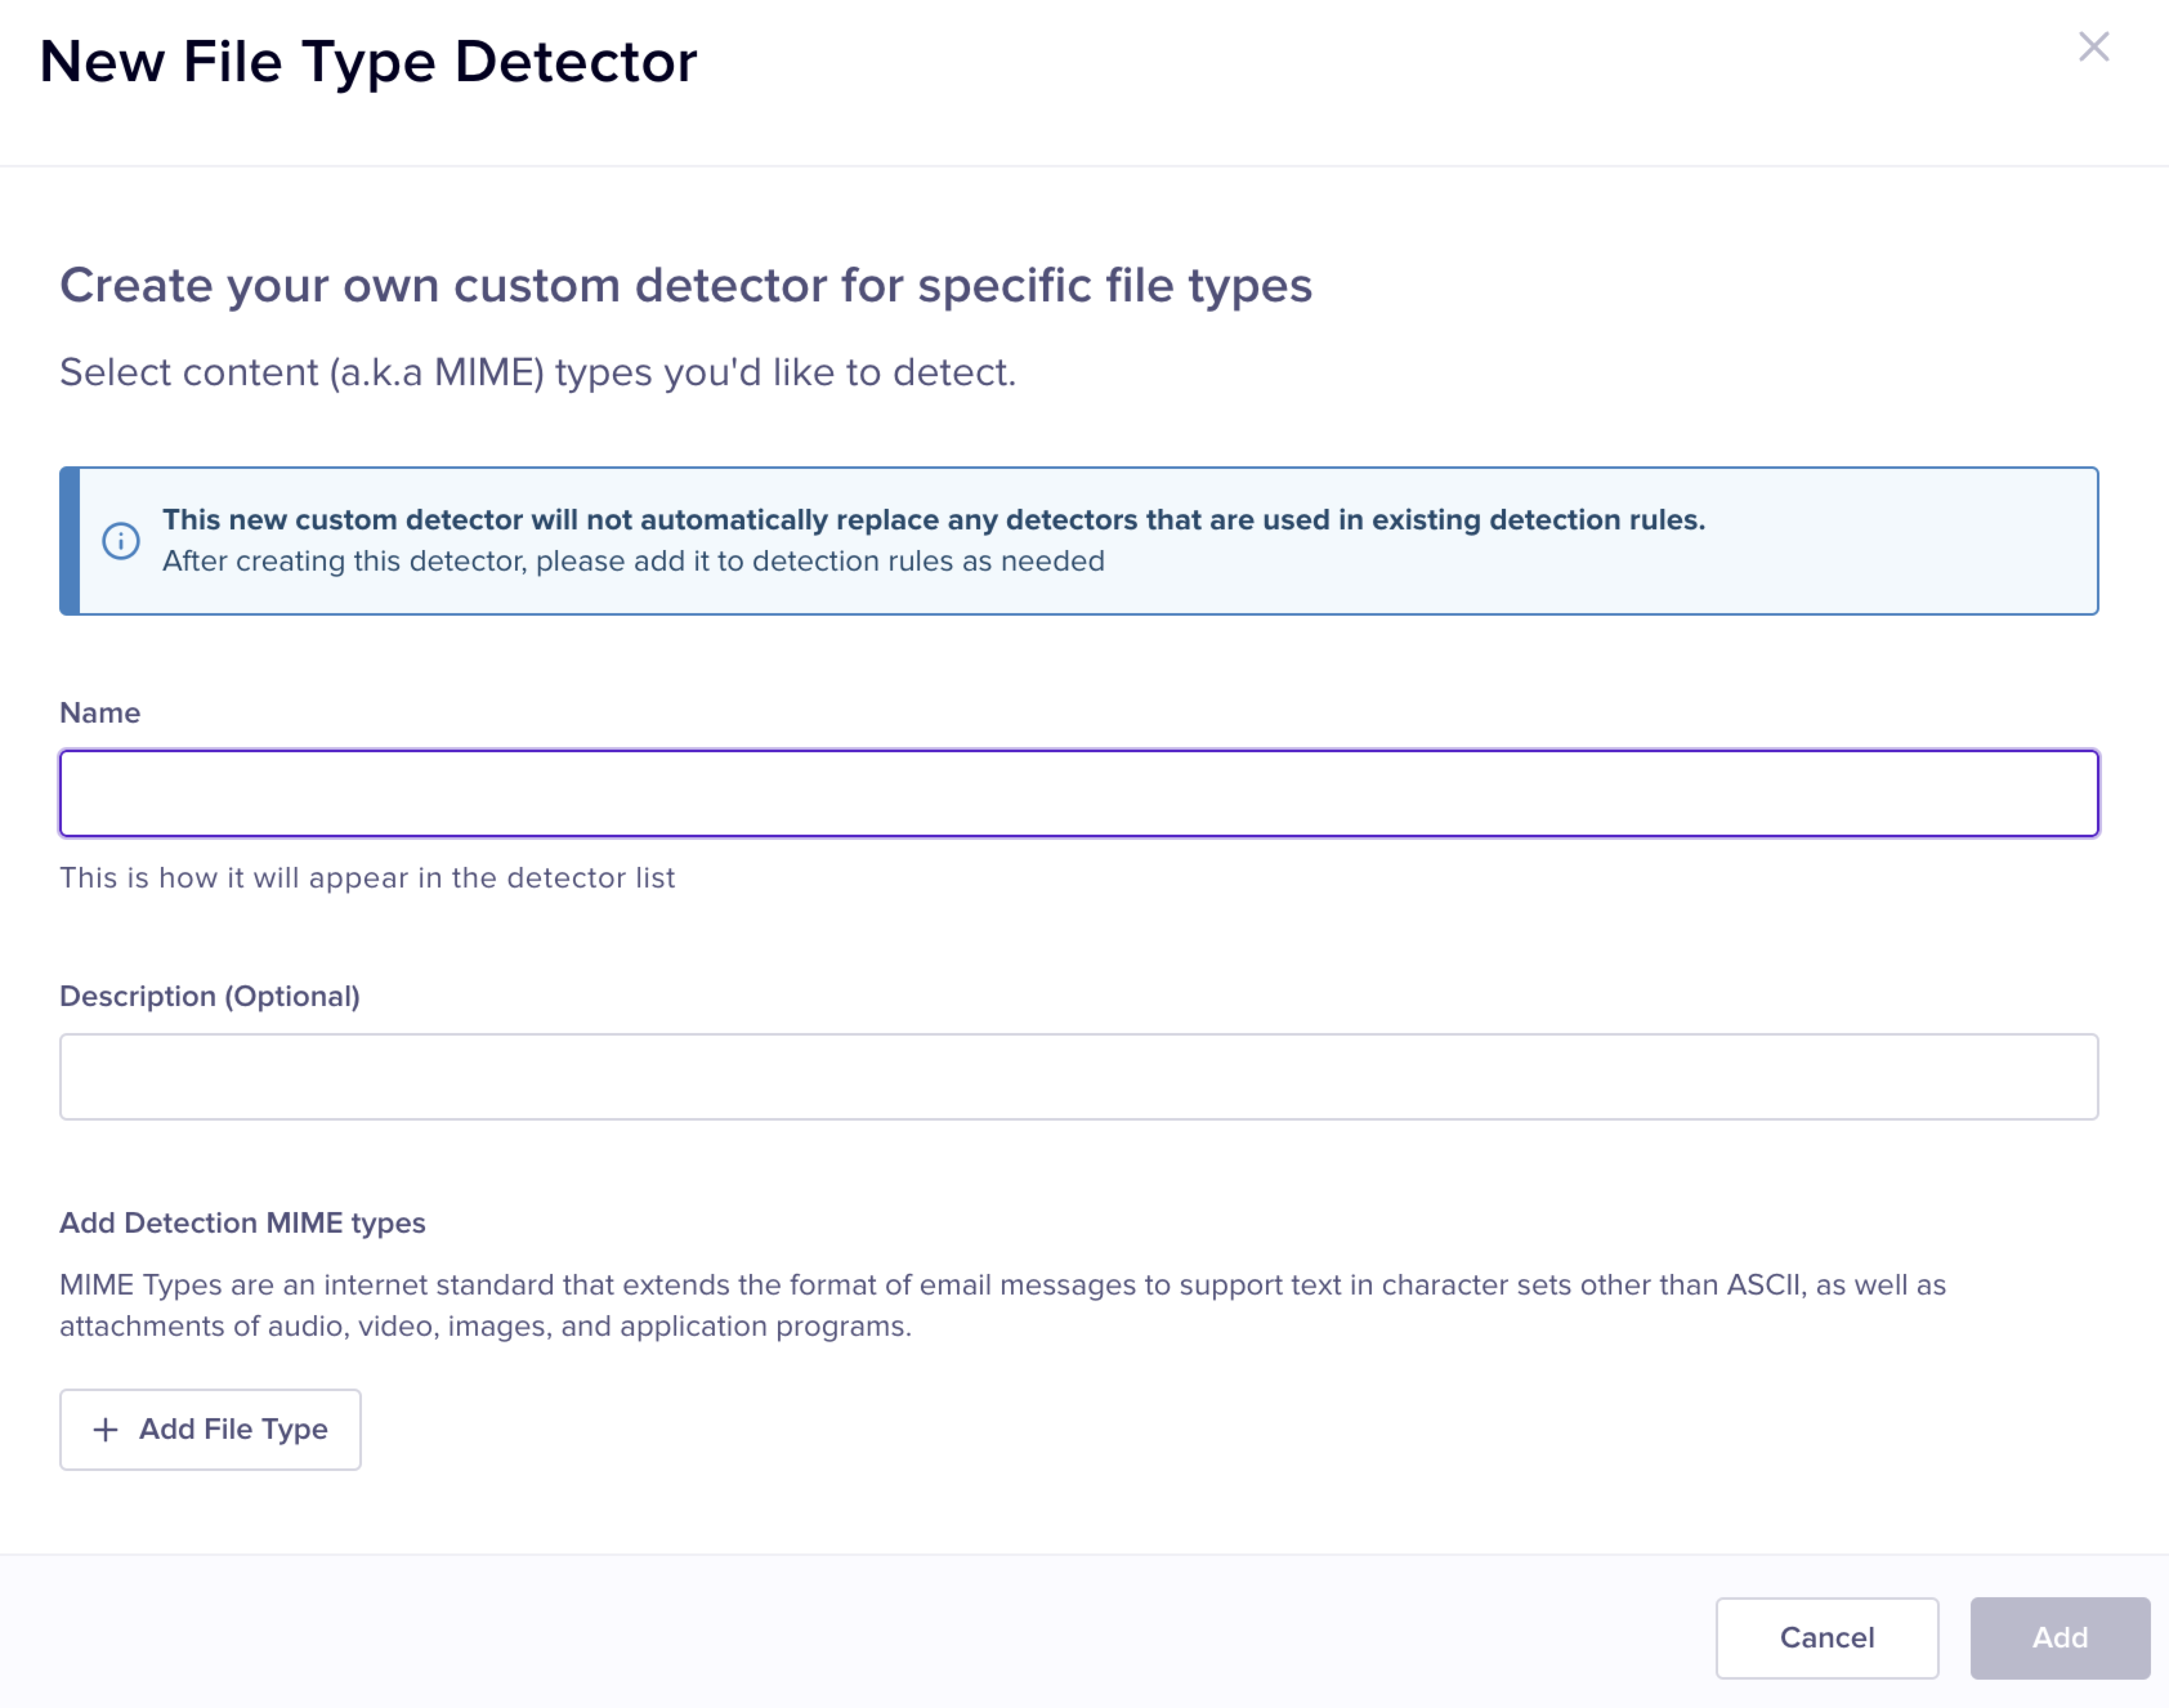 New File Type Detector
Create your own custom detector for specific file types
Select content (a.k.a MIME) types you'd like to detect.
This new custom detector will not automatically replace any detectors that are used in existing detection rules.
After creating this detector, please add it to detection rules as needed
Name
This is how it will appear in the detector list
Description (Optional)
Add Detection MIME types
MIME Types are an internet standard that extends the format of email messages to support text in character sets other than ASCII, as well as
attachments of audio, video, images, and application programs.
+ Add File Type
Cancel
Add